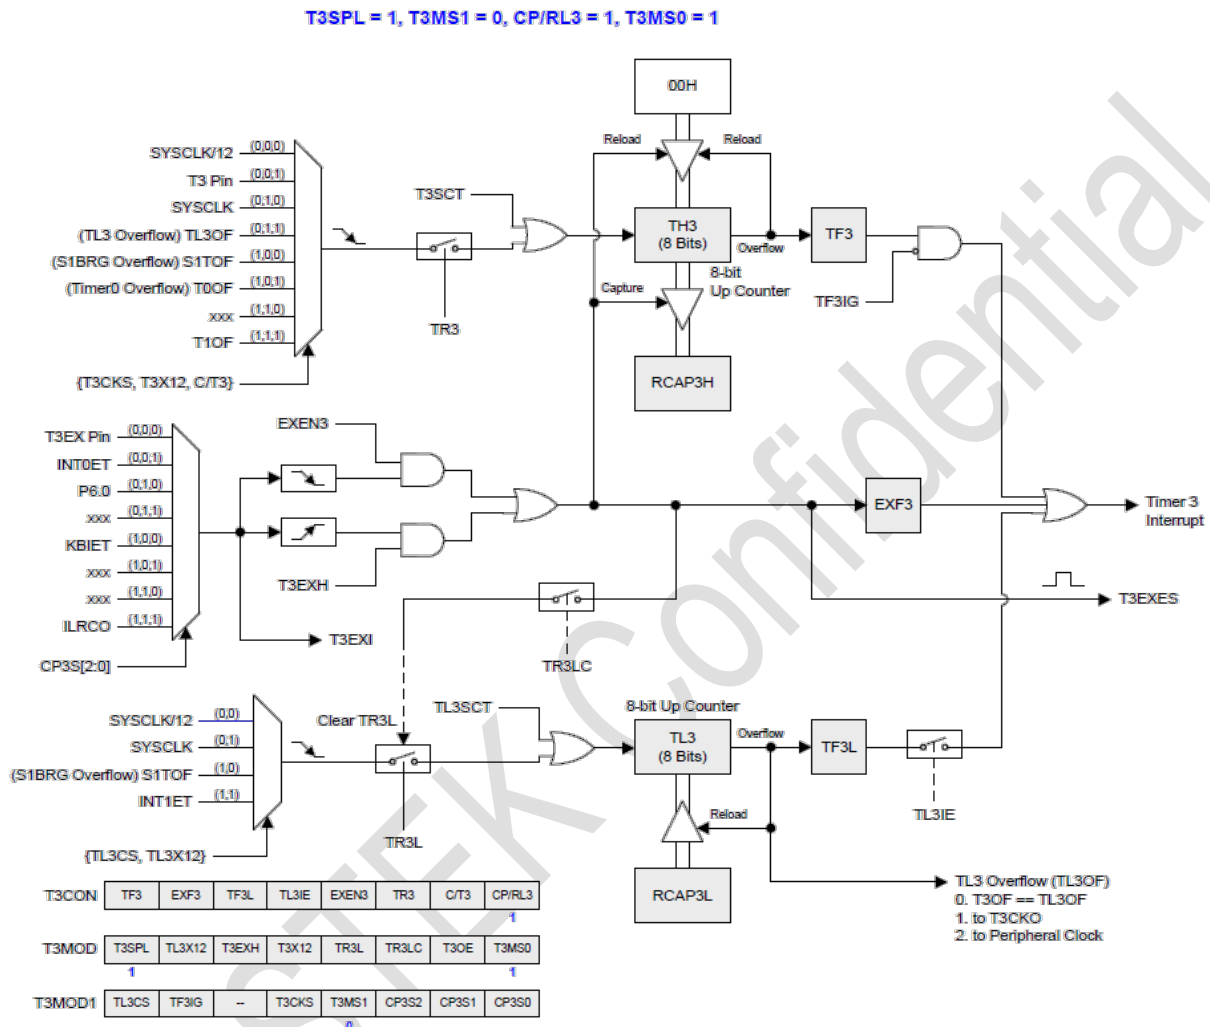 T3SPL = 1, T3MS1 = 0, CP/RL3 = 1, T3MS0 = 1
00H
Reload
Reload
SYSCLK/12 (0,0,0)
T3 Pin (0,0,1)
SYSCLK (0,1,0)
(TL3 Overflow) TL3OF (0,1,1)
(S1BRG Overflow) S1TOF (1,0,0)
(Timer0 Overflow) T0OF (1,0,1)
xxx (1,1,0)
T1OF (1,1,1)
{T3CKS, T3X12, C/T3}
T3SCT
TR3
TH3
(8 Bits)
Overflow
8-bit
Up Counter
TF3
TF3IG
Capture
RCAP3H
T3EX Pin (0,0,0)
INT0ET (0,0,1)
P6.0 (0,1,0)
xxx (0,1,1)
KBIET (1,0,0)
xxx (1,0,1)
xxx (1,1,0)
ILRCO (1,1,1)
CP3S[2:0]
EXEN3
T3EXH
T3EXI
EXF3
Timer 3
Interrupt
T3EXES
TR3LC
SYSCLK/12 (0,0)
SYSCLK (0,1)
(S1BRG Overflow) S1TOF (1,0)
INT1ET (1,1)
{TL3CS, TL3X12}
Clear TR3L
TR3L
TL3SCT
8-bit Up Counter
TL3
(8 Bits)
Overflow
TF3L
TL3IE
Reload
RCAP3L
TL3 Overflow (TL3OF)
0. T3OF == TL3OF
1. to T3CKO
2. to Peripheral Clock
T3CON TF3 EXF3 TF3L TL3IE EXEN3 TR3 C/T3 CP/RL3
1
T3MOD T3SPL TL3X12 T3EXH T3X12 TR3L TR3LC T3OE T3MS0
1 1
T3MOD1 TL3CS TF3IG -- T3CKS T3MS1 CP3S2 CP3S1 CP3S0
0
STEK Confidential